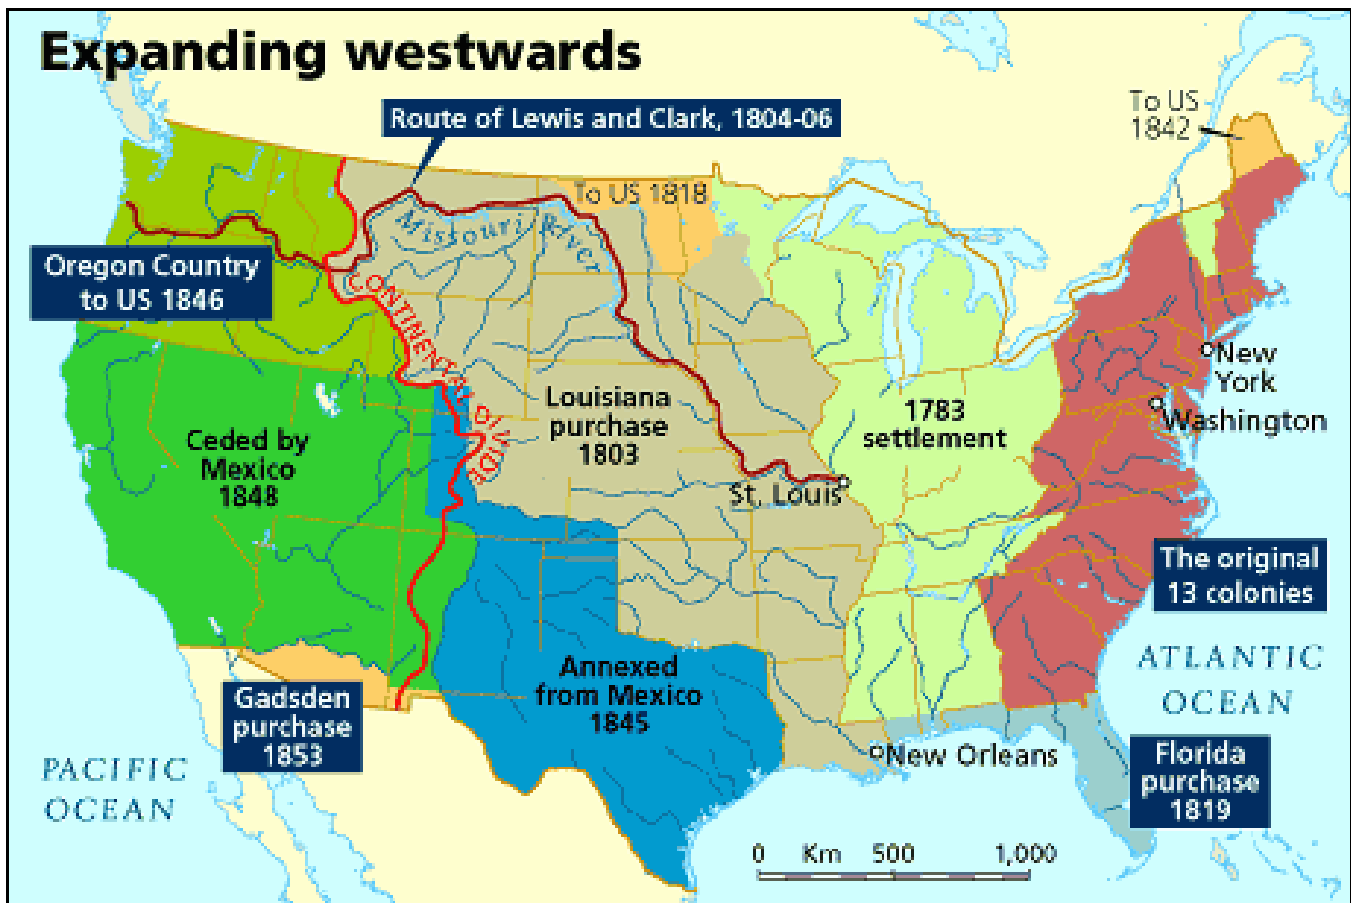 Expanding westwards
Route of Lewis and Clark, 1804-06
To US
1842
To US 1818
Missouri River
Oregon Country
to US 1846
CONTINENTAL DIVIDE
New
York
Louisiana
purchase
1803
1783
settlement
Washington
Ceded by
Mexico
1848
St. Louis
The original
13 colonies
ATLANTIC
OCEAN
Annexed
from Mexico
1845
Gadsden
purchase
1853
New Orleans
Florida
purchase
1819
PACIFIC
OCEAN
0 Km 500 1,000